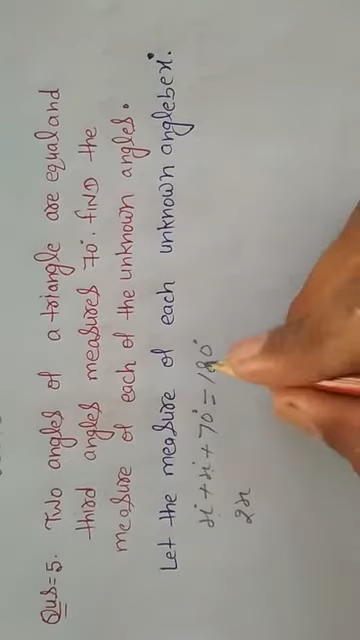 Qus=5. Two angles of a triangle are equal and
third angles measures 70°. FIND the
measure of each of the unknown angles.
Let the measure of each unknown angle be x°.
x° + x° + 70° = 180°
2x